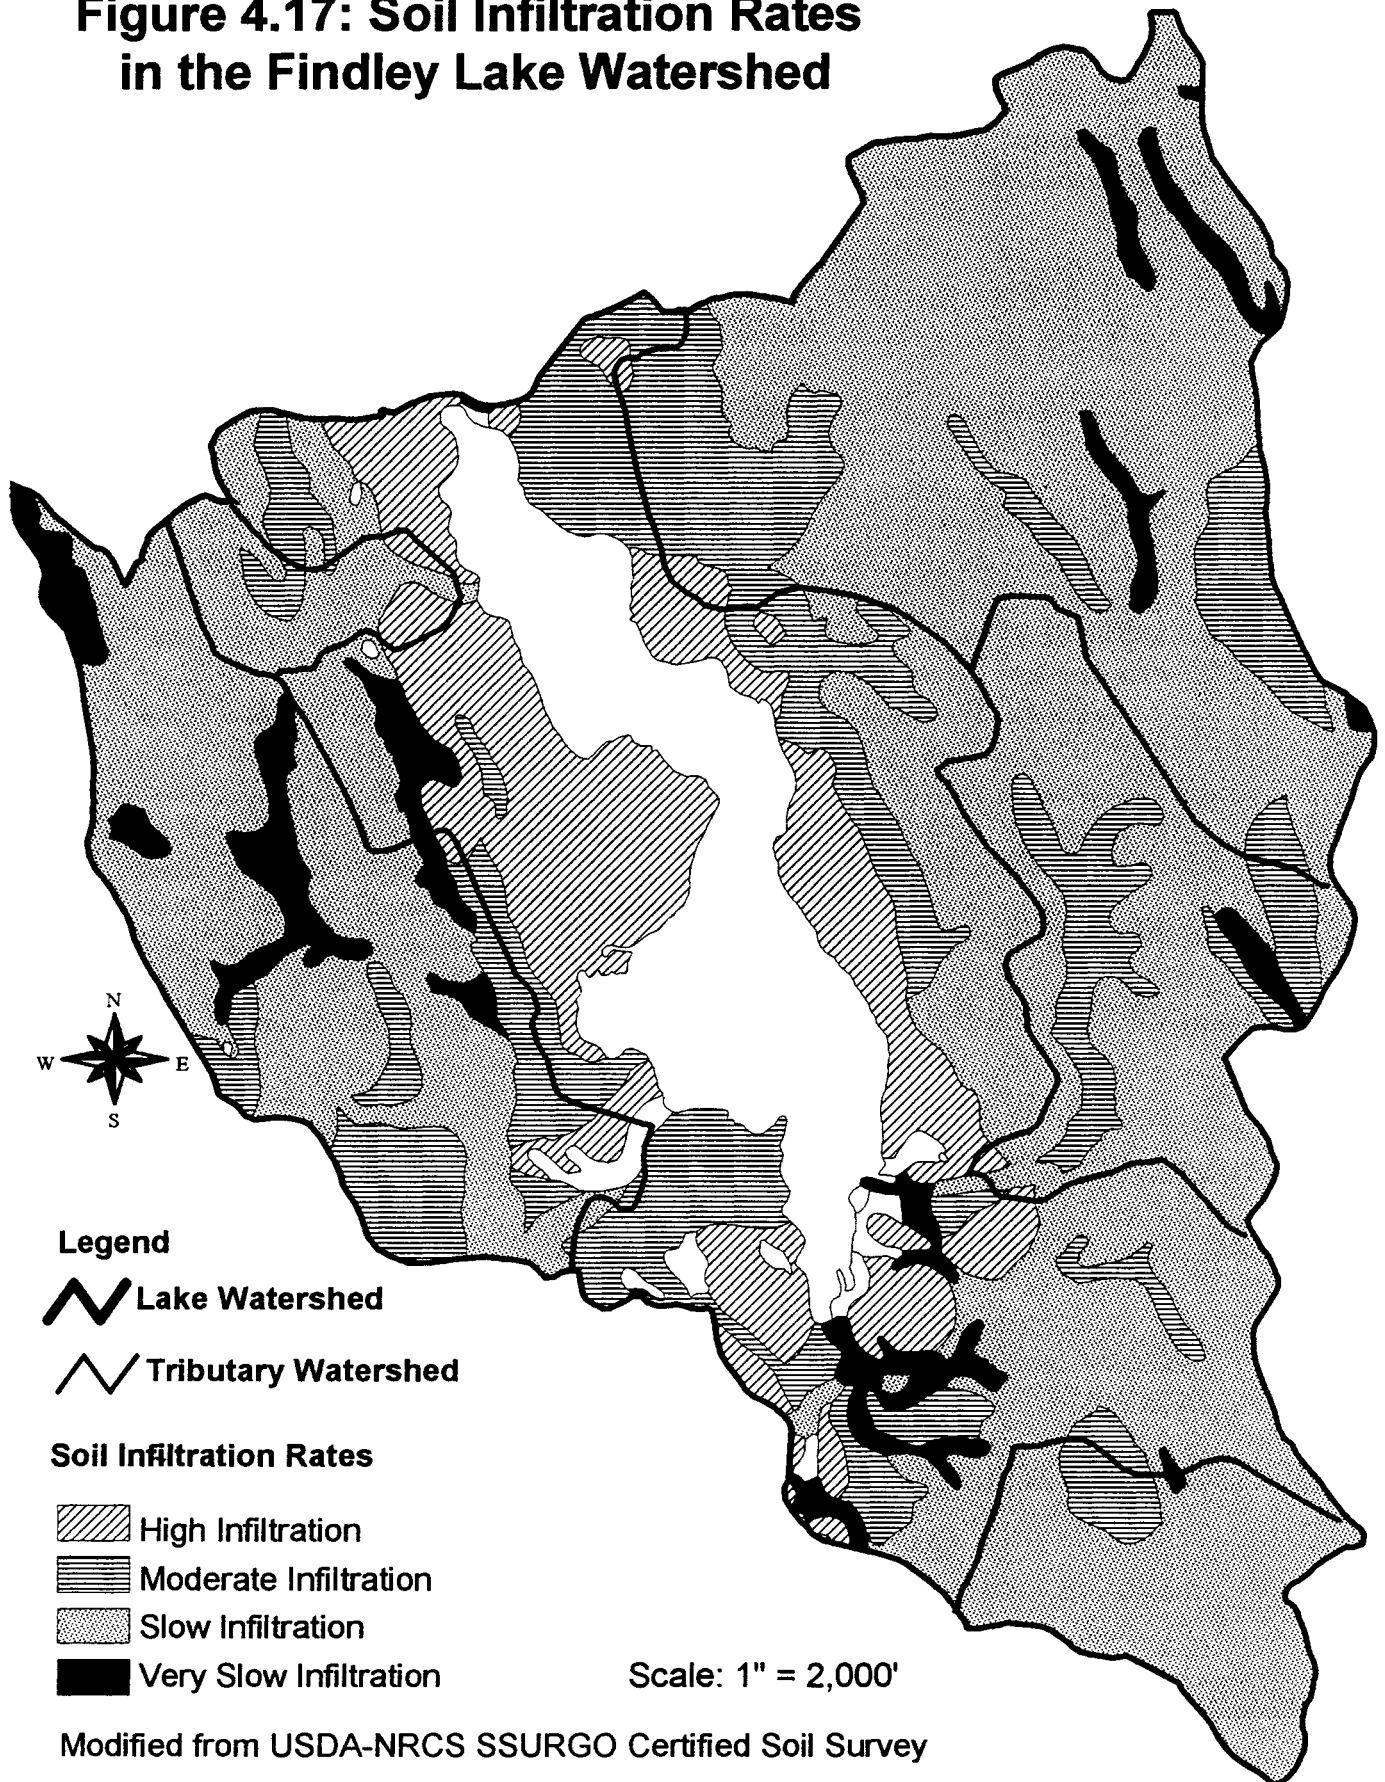 Figure 4.17: Soil Infiltration Rates
in the Findley Lake Watershed
N
W
E
S
Legend
Lake Watershed
Tributary Watershed
Soil Infiltration Rates
High Infiltration
Moderate Infiltration
Slow Infiltration
Very Slow Infiltration
Scale: 1" = 2,000'
Modified from USDA-NRCS SSURGO Certified Soil Survey